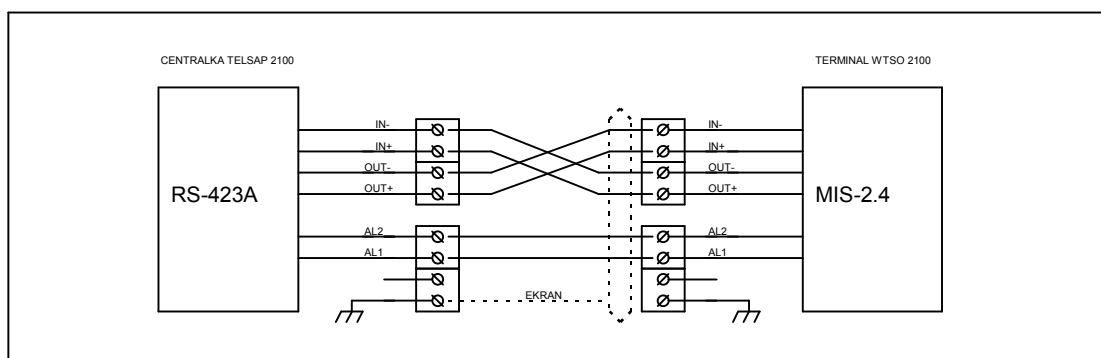 CENTRALKA TELSAP 2100
TERMINAL WTSO 2100
IN-
IN-
IN+
IN+
OUT-
OUT-
RS-423A
OUT+
OUT+
MIS-2.4
AL2
AL2
AL1
AL1
EKRAN